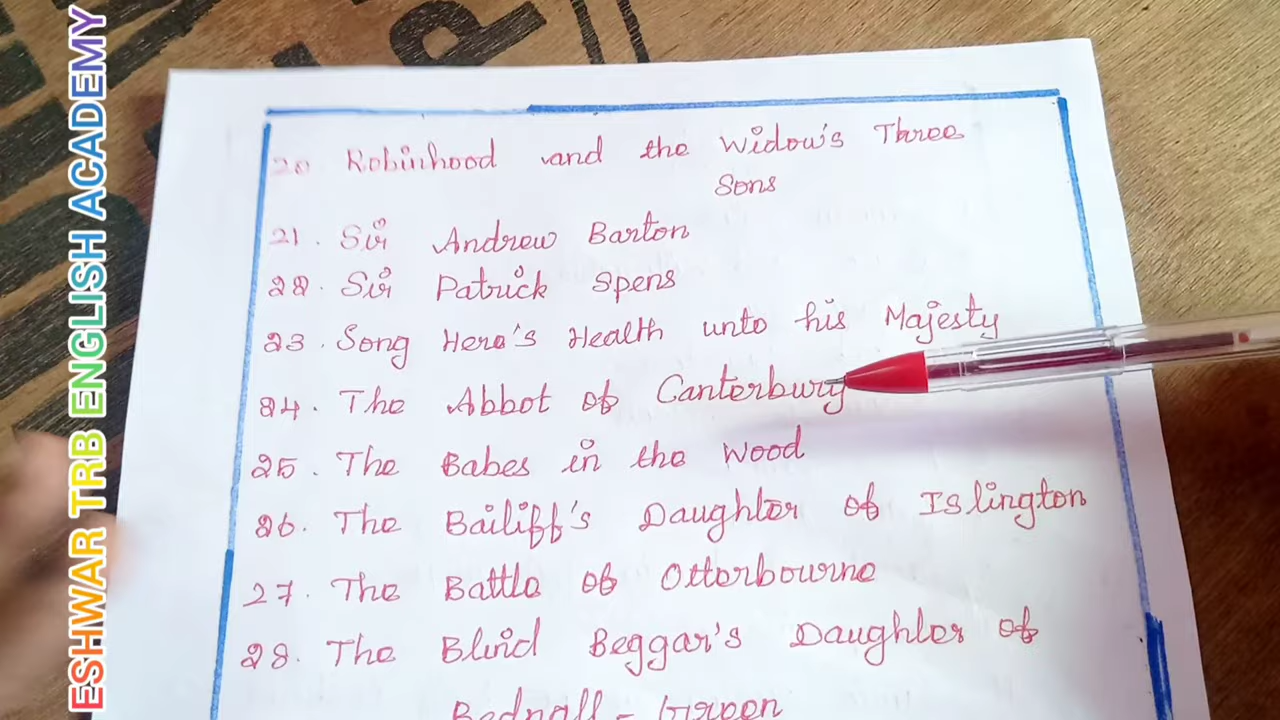 ESHWAR TRB ENGLISH ACADEMY
20 Robinhood and the Widow's Three
Sons
21. Sir Andrew Barton
22. Sir Patrick Spens
23. Song Here's Health unto his Majesty
24. The Abbot of Canterbury
25. The Babes in the Wood
26. The Bailiff's Daughter of Islington
27. The Battle of Otterbourne
28. The Blind Beggar's Daughter of
Bednall - Green